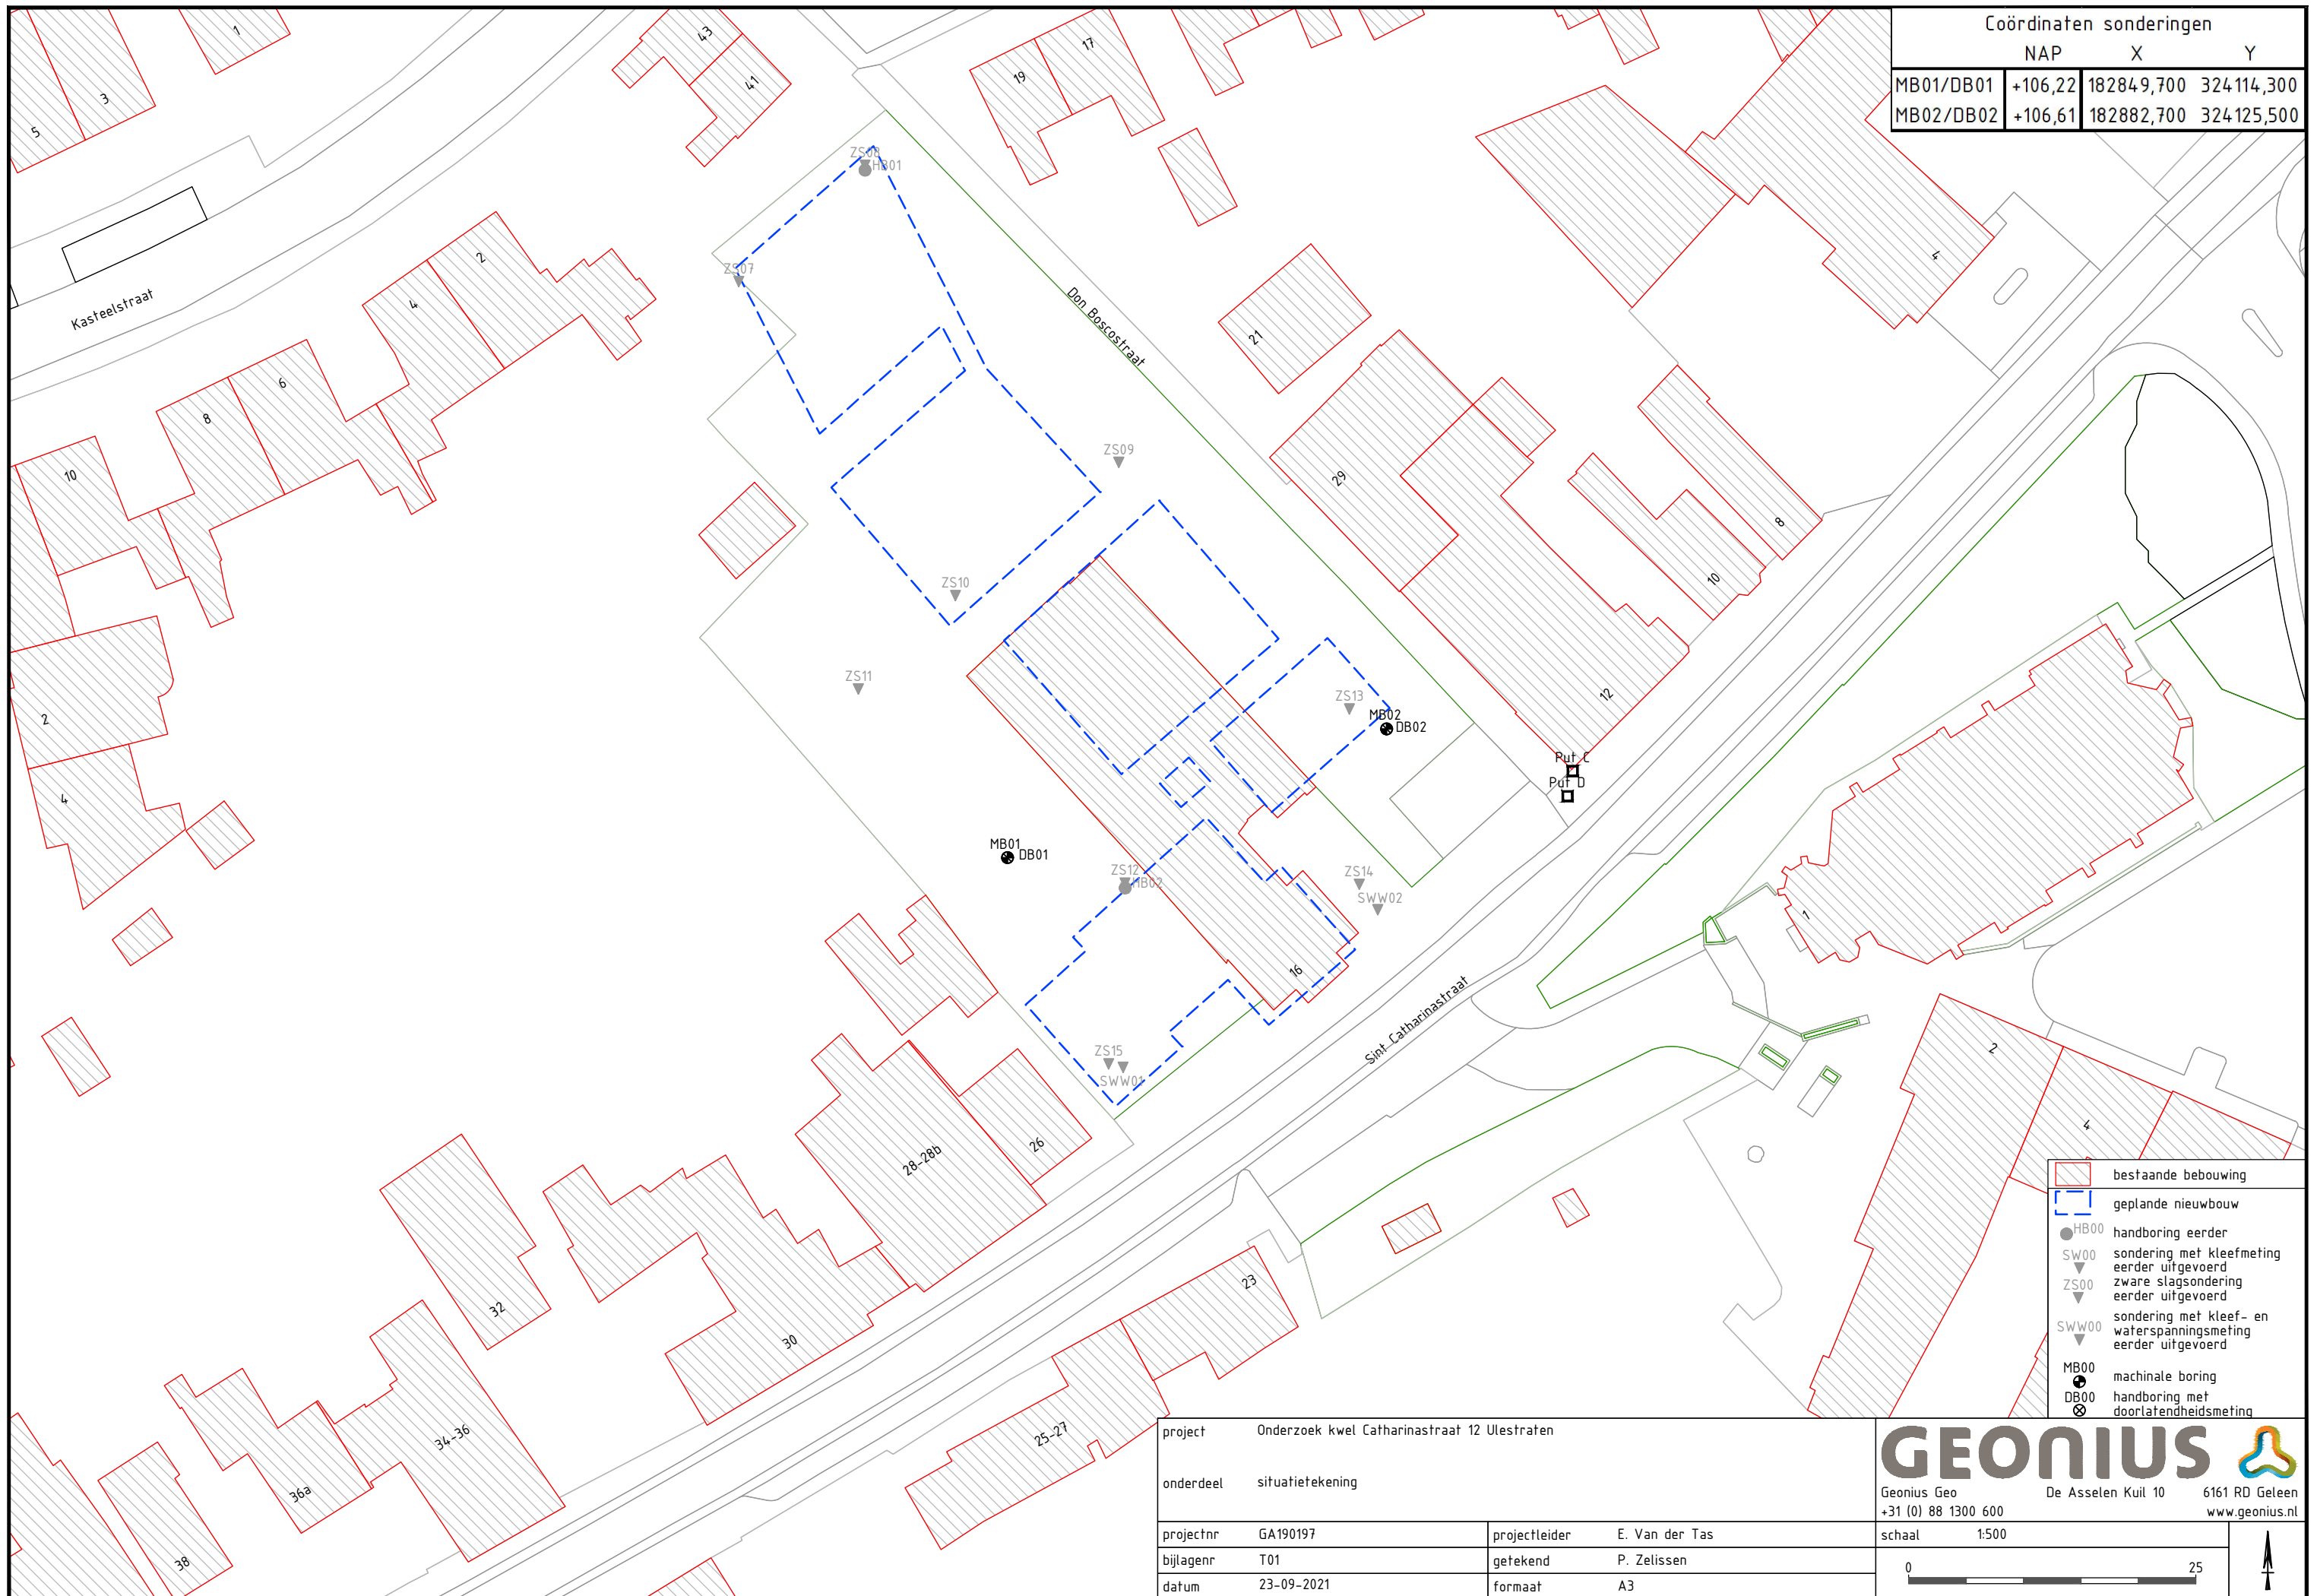 Coördinaten sonderingen
NAP X Y
MB01/DB01 +106,22 182849,700 324114,300
MB02/DB02 +106,61 182882,700 324125,500
1
3
5
43
41
19
17
4
ZS08
HB01
ZS07
Kasteelstraat
2
4
6
8
10
Don Boscostraat
21
29
ZS09
8
10
12
ZS10
ZS11
ZS13
MB02
DB02
Put C
Put D
2
4
MB01
DB01
ZS12
HB02
ZS14
SWW02
16
1
Sint Catharinastraat
ZS15
SWW01
2
4
26
28-28b
32
30
23
25-27
34-36
36a
38
bestaande bebouwing
geplande nieuwbouw
HB00 handboring eerder
SW00 sondering met kleefmeting
eerder uitgevoerd
ZS00 zware slagsondering
eerder uitgevoerd
SWW00 sondering met kleef- en
waterspanningsmeting
eerder uitgevoerd
MB00 machinale boring
DB00 handboring met
doorlatendheidsmeting
project Onderzoek kwel Catharinastraat 12 Ulestraten
onderdeel situatietekening
projectnr GA190197 projectleider E. Van der Tas
bijlagenr T01 getekend P. Zelissen
datum 23-09-2021 formaat A3
GEONIUS
Geonius Geo De Asselen Kuil 10 6161 RD Geleen
+31 (0) 88 1300 600 www.geonius.nl
schaal 1:500
0 25